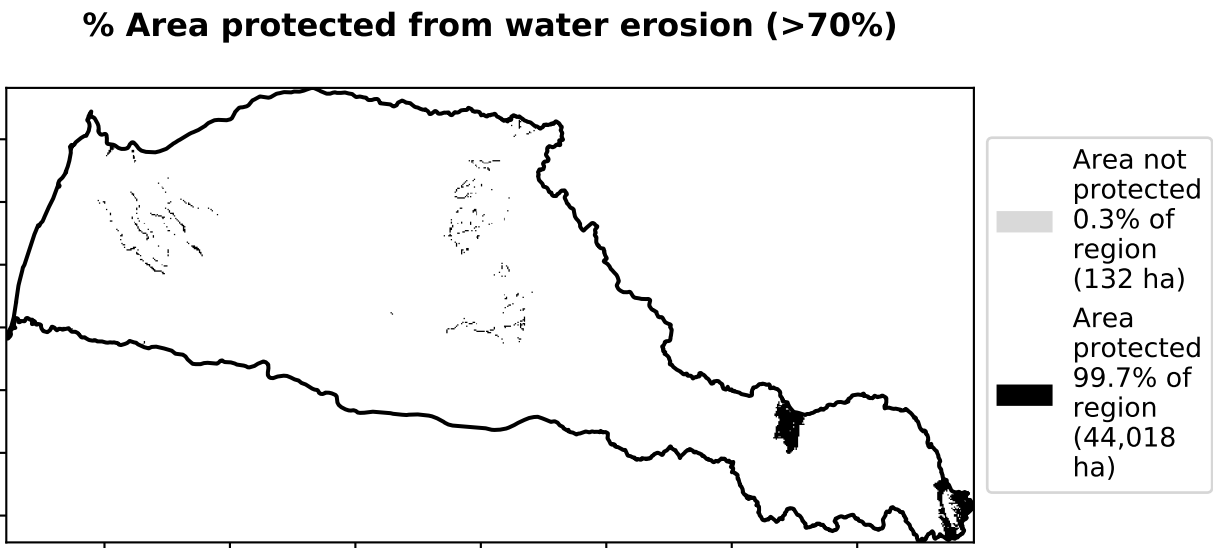 % Area protected from water erosion (>70%)
Area not
protected
0.3% of
region
(132 ha)
Area
protected
99.7% of
region
(44,018
ha)